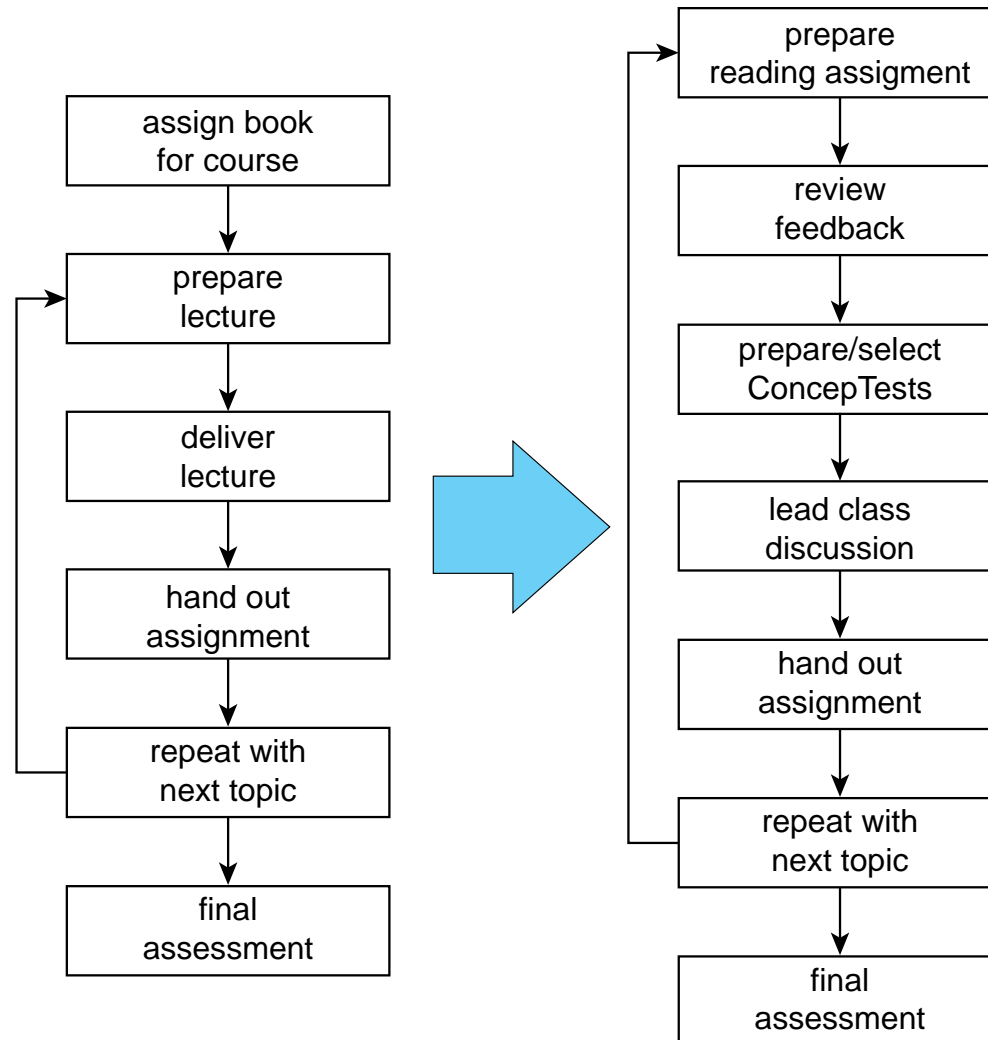 assign book
for course
prepare
lecture
deliver
lecture
hand out
assignment
repeat with
next topic
final
assessment
prepare
reading assigment
review
feedback
prepare/select
ConcepTests
lead class
discussion
hand out
assignment
repeat with
next topic
final
assessment